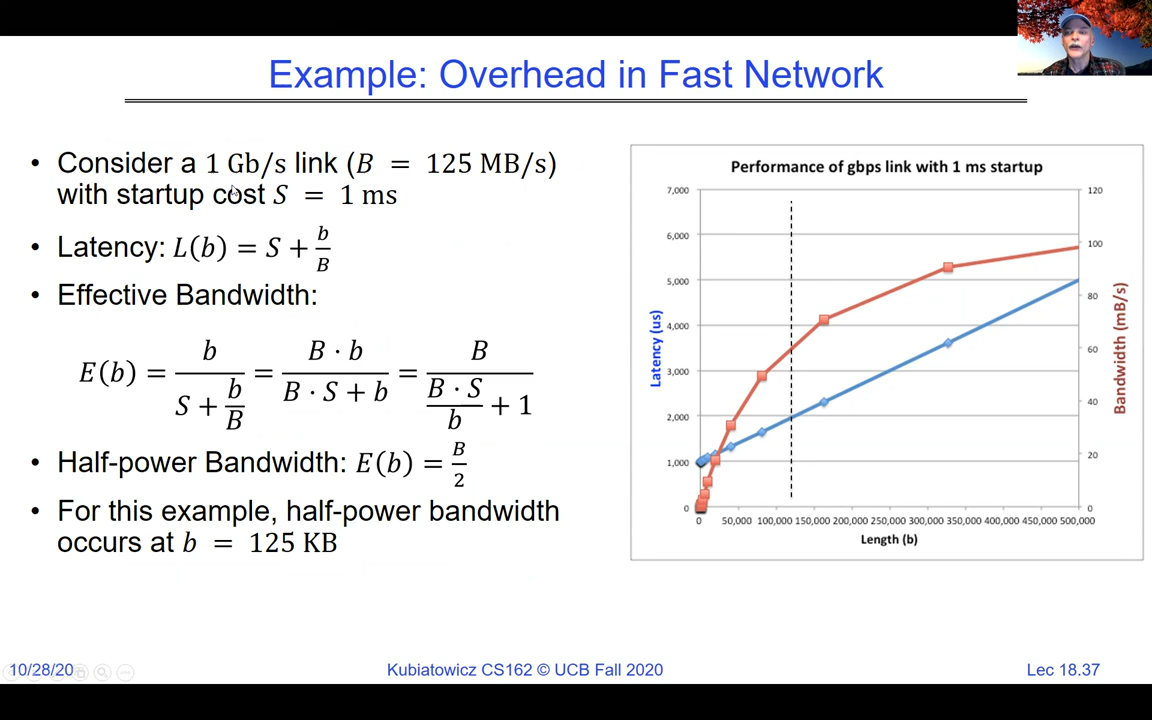 Example: Overhead in Fast Network
• Consider a 1 Gb/s link (B = 125 MB/s)
with startup cost S = 1 ms
• Latency: L(b) = S + b/B
• Effective Bandwidth:
E(b) = b/(S + b/B) = B · b/(B · S + b) = B/(B · S/b + 1)
• Half-power Bandwidth: E(b) = B/2
• For this example, half-power bandwidth
occurs at b = 125 KB
Performance of gbps link with 1 ms startup
7,000
6,000
5,000
4,000
3,000
2,000
1,000
0
Latency (us)
120
100
80
60
40
20
0
Bandwidth (mB/s)
0 50,000 100,000 150,000 200,000 250,000 300,000 350,000 400,000 450,000 500,000
Length (b)
10/28/20
Kubiatowicz CS162 © UCB Fall 2020
Lec 18.37